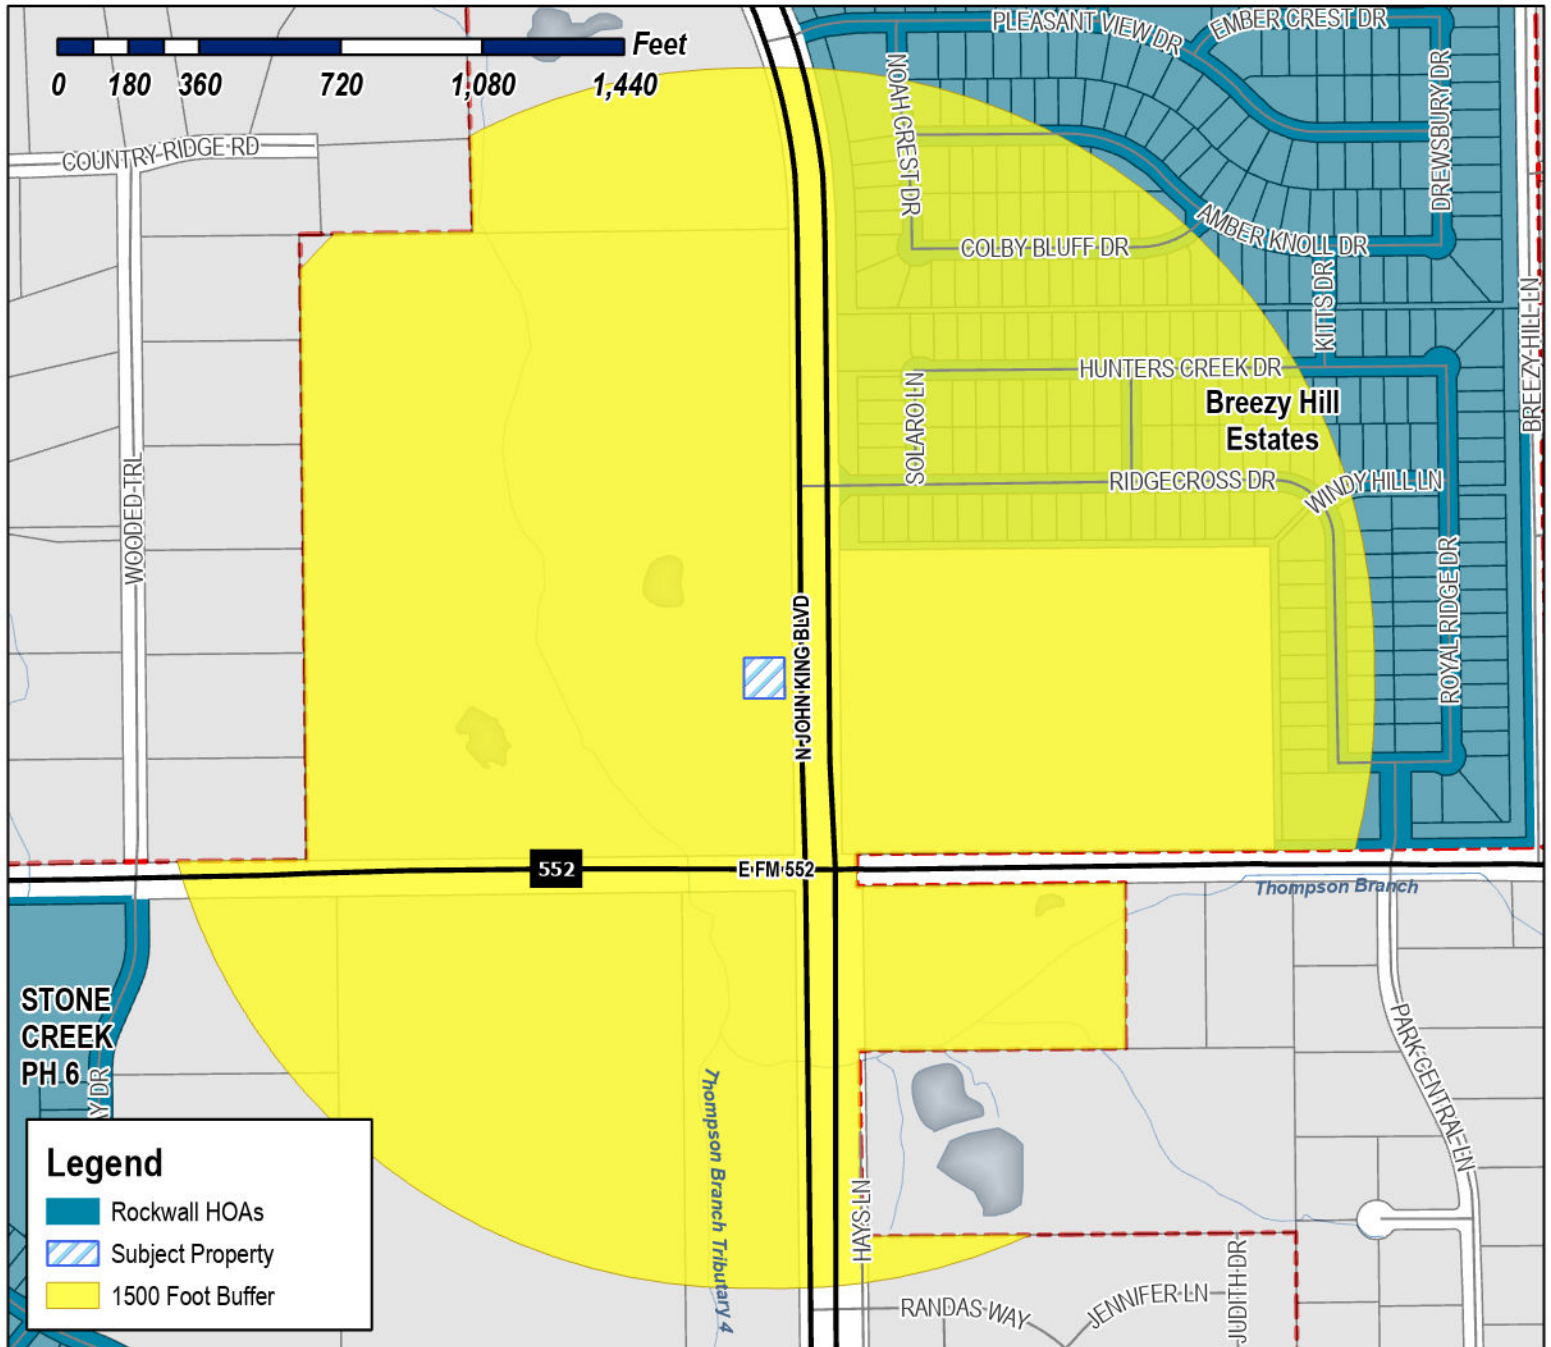 Feet
0 180 360 720 1,080 1,440
PLEASANT VIEW DR
EMBER CREST DR
NOAH CREST DR
DREWSBURY DR
COUNTRY RIDGE RD
AMBER KNOLL DR
COLBY BLUFF DR
KITTS DR
BREEZY HILL LN
HUNTERS CREEK DR
SOLARO LN
Breezy Hill
Estates
RIDGECROSS DR
WINDY HILL LN
WOODED TRL
ROYAL RIDGE DR
N JOHN KING BLVD
552
E FM 552
Thompson Branch
STONE
CREEK
PH 6
AY DR
PARK CENTRAL LN
Thompson Branch Tributary 4
HAYS LN
JUDITH DR
RANDAS WAY
JENNIFER LN
Legend
Rockwall HOAs
Subject Property
1500 Foot Buffer